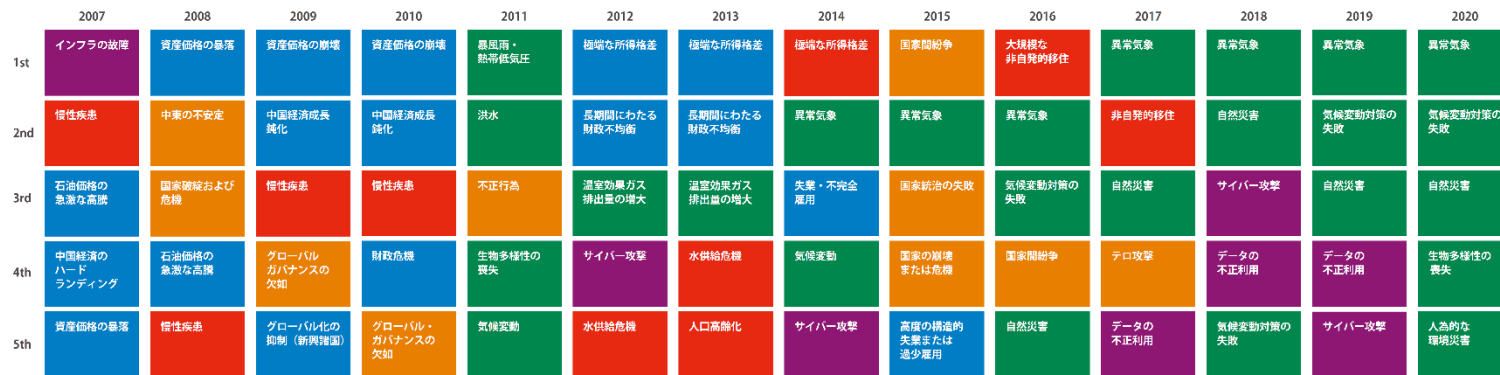 2007 2008 2009 2010 2011 2012 2013 2014 2015 2016 2017 2018 2019 2020
1st
インフラの故障
資産価格の暴落
資産価格の崩壊
資産価格の崩壊
暴風雨・
熱帯低気圧
極端な所得格差
極端な所得格差
極端な所得格差
国家間紛争
大規模な
非自発的移住
異常気象
異常気象
異常気象
異常気象
2nd
慢性疾患
中東の不安定
中国経済成長
鈍化
中国経済成長
鈍化
洪水
長期間にわたる
財政不均衡
長期間にわたる
財政不均衡
異常気象
異常気象
異常気象
非自発的移住
自然災害
気候変動対策の
失敗
気候変動対策の
失敗
3rd
石油価格の
急激な高騰
国家破綻および
危機
慢性疾患
慢性疾患
不正行為
温室効果ガス
排出量の増大
温室効果ガス
排出量の増大
失業・不完全
雇用
国家統治の失敗
気候変動対策の
失敗
自然災害
サイバー攻撃
自然災害
自然災害
4th
中国経済の
ハード
ランディング
石油価格の
急激な高騰
グローバル
ガバナンスの
欠如
財政危機
生物多様性の
喪失
サイバー攻撃
水供給危機
気候変動
国家の崩壊
または危機
国家間紛争
テロ攻撃
データの
不正利用
データの
不正利用
生物多様性の
喪失
5th
資産価格の暴落
慢性疾患
グローバル化の
抑制（新興諸国）
グローバル・
ガバナンスの
欠如
気候変動
水供給危機
人口高齢化
サイバー攻撃
高度の構造的
失業または
過少雇用
自然災害
データの
不正利用
気候変動対策の
失敗
サイバー攻撃
人為的な
環境災害